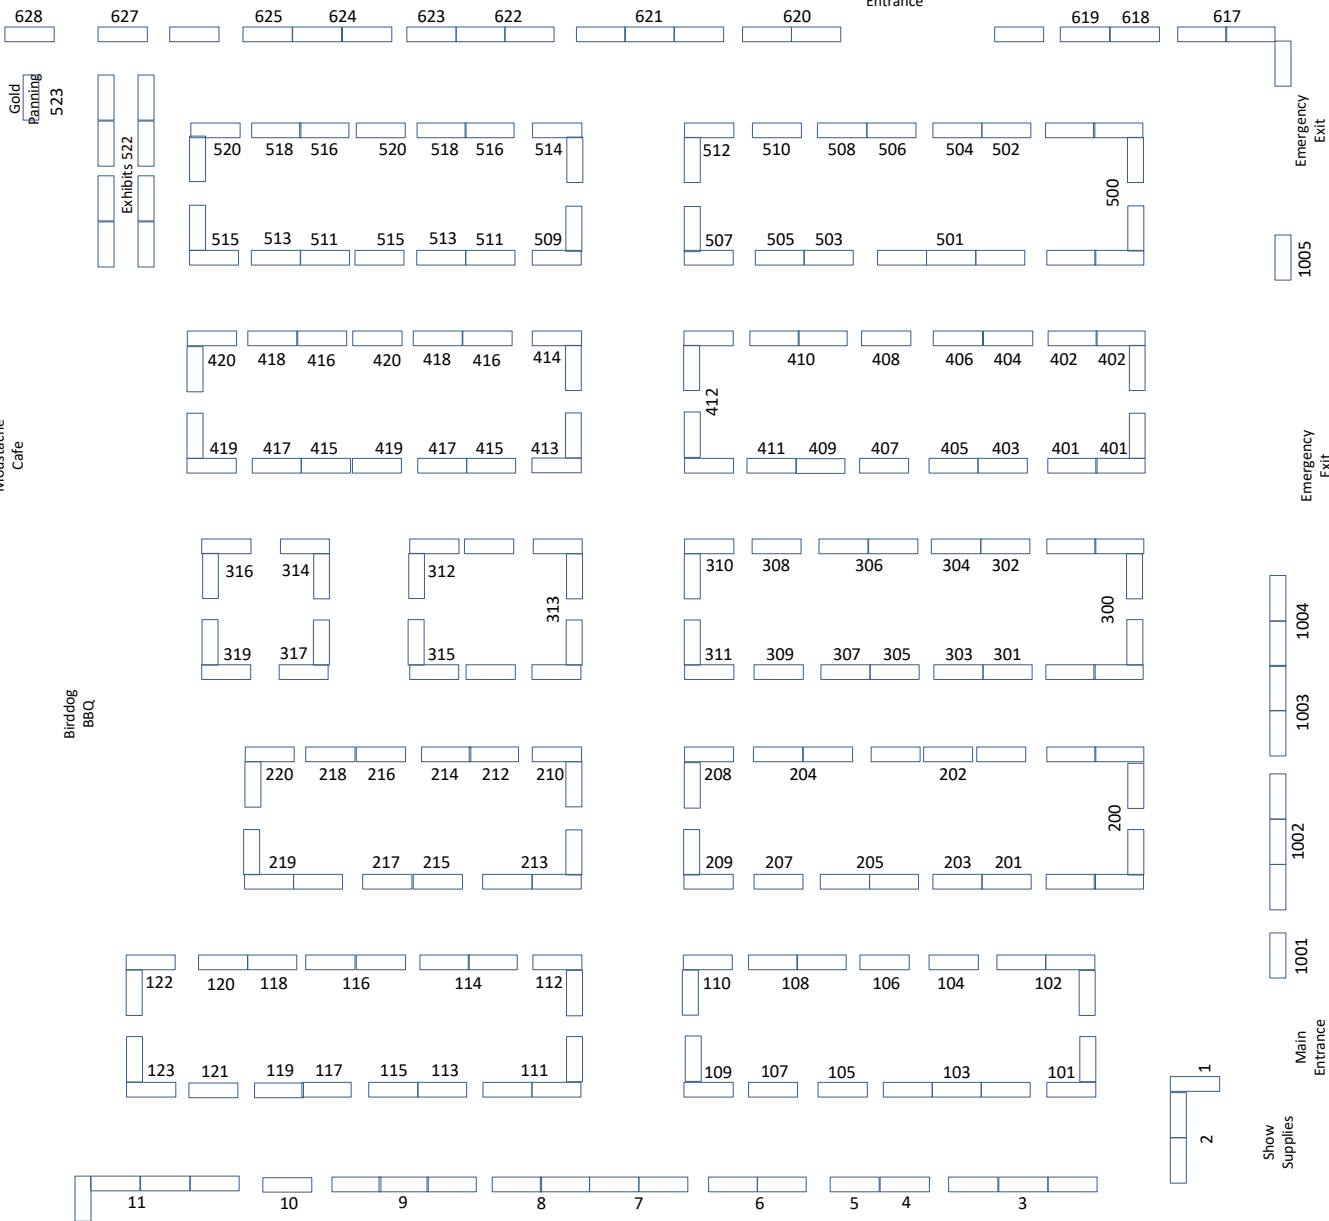 Entrance
628 627 625 624 623 622 621 620 619 618 617
Gold
Panning
523
Exhibits 522
Emergency
Exit
520 518 516 520 518 516 514 512 510 508 506 504 502
500
515 513 511 515 513 511 509 507 505 503 501
1005
420 418 416 420 418 416 414 410 408 406 404 402 402
412
Moustache
Cafe
419 417 415 419 417 415 413 411 409 407 405 403 401 401
Emergency
Exit
316 314 312 310 308 306 304 302
313
300
1004
319 317 315 311 309 307 305 303 301
Birddog
BBQ
1003
220 218 216 214 212 210 208 204 202
200
1002
219 217 215 213 209 207 205 203 201
1001
122 120 118 116 114 112 110 108 106 104 102
Main
Entrance
123 121 119 117 115 113 111 109 107 105 103 101
1
2
Show
Supplies
11 10 9 8 7 6 5 4 3